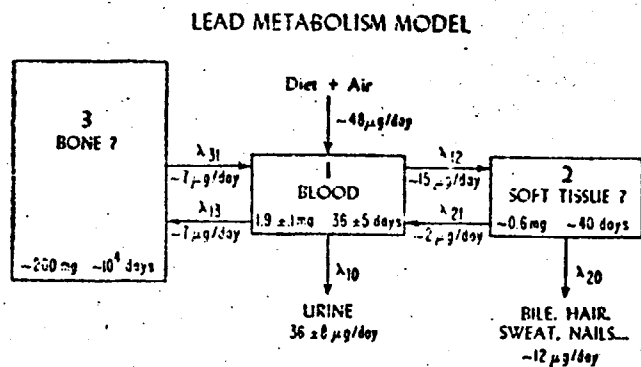 LEAD METABOLISM MODEL
Diet + Air
~48 µg/day
3
BONE ?
~200 mg ~10⁴ days
λ31
~7 µg/day
λ13
~7 µg/day
1
BLOOD
1.9 ± .1 mg 36 ± 5 days
λ12
~15 µg/day
λ21
~2 µg/day
2
SOFT TISSUE ?
~0.6 mg ~40 days
λ10
URINE
36 ± 8 µg/day
λ20
BILE, HAIR,
SWEAT, NAILS...
~12 µg/day